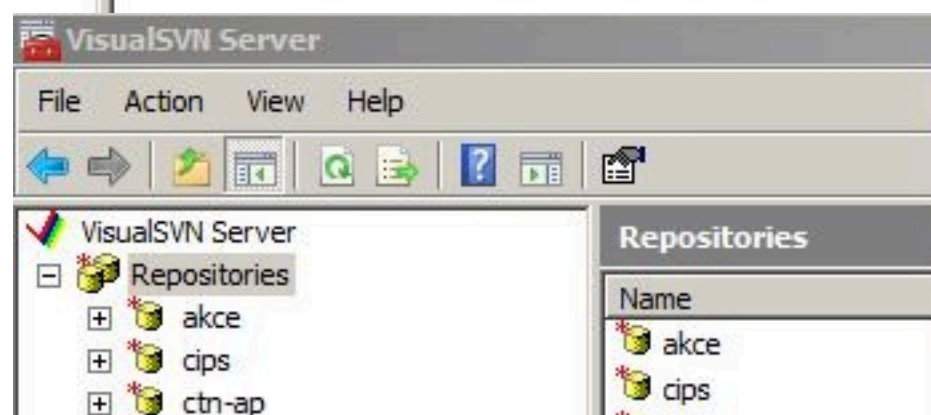 VisualSVN Server
File Action View Help
VisualSVN Server
Repositories
akce
cips
ctn-ap
Repositories
Name
akce
cips